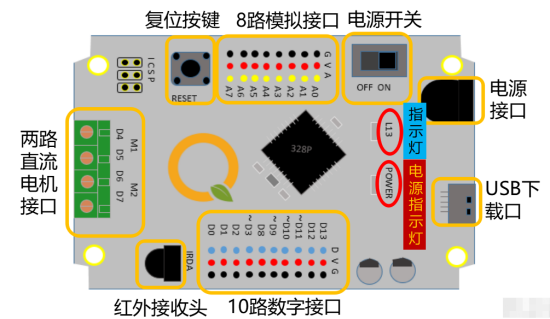 复位按键
8路模拟接口
电源开关
ICSP
RESET
G
V
A
A7 A6 A5 A4 A3 A2 A1 A0
OFF ON
电源
接口
两路
直流
电机
接口
D4
D5
D6
D7
M1
M2
328P
L13
指示灯
POWER
电源指示灯
USB下
载口
D0 D1 D2 ~D3 D8 ~D9 ~D10 ~D11 D12 D13
D
V
G
IRDA
红外接收头
10路数字接口